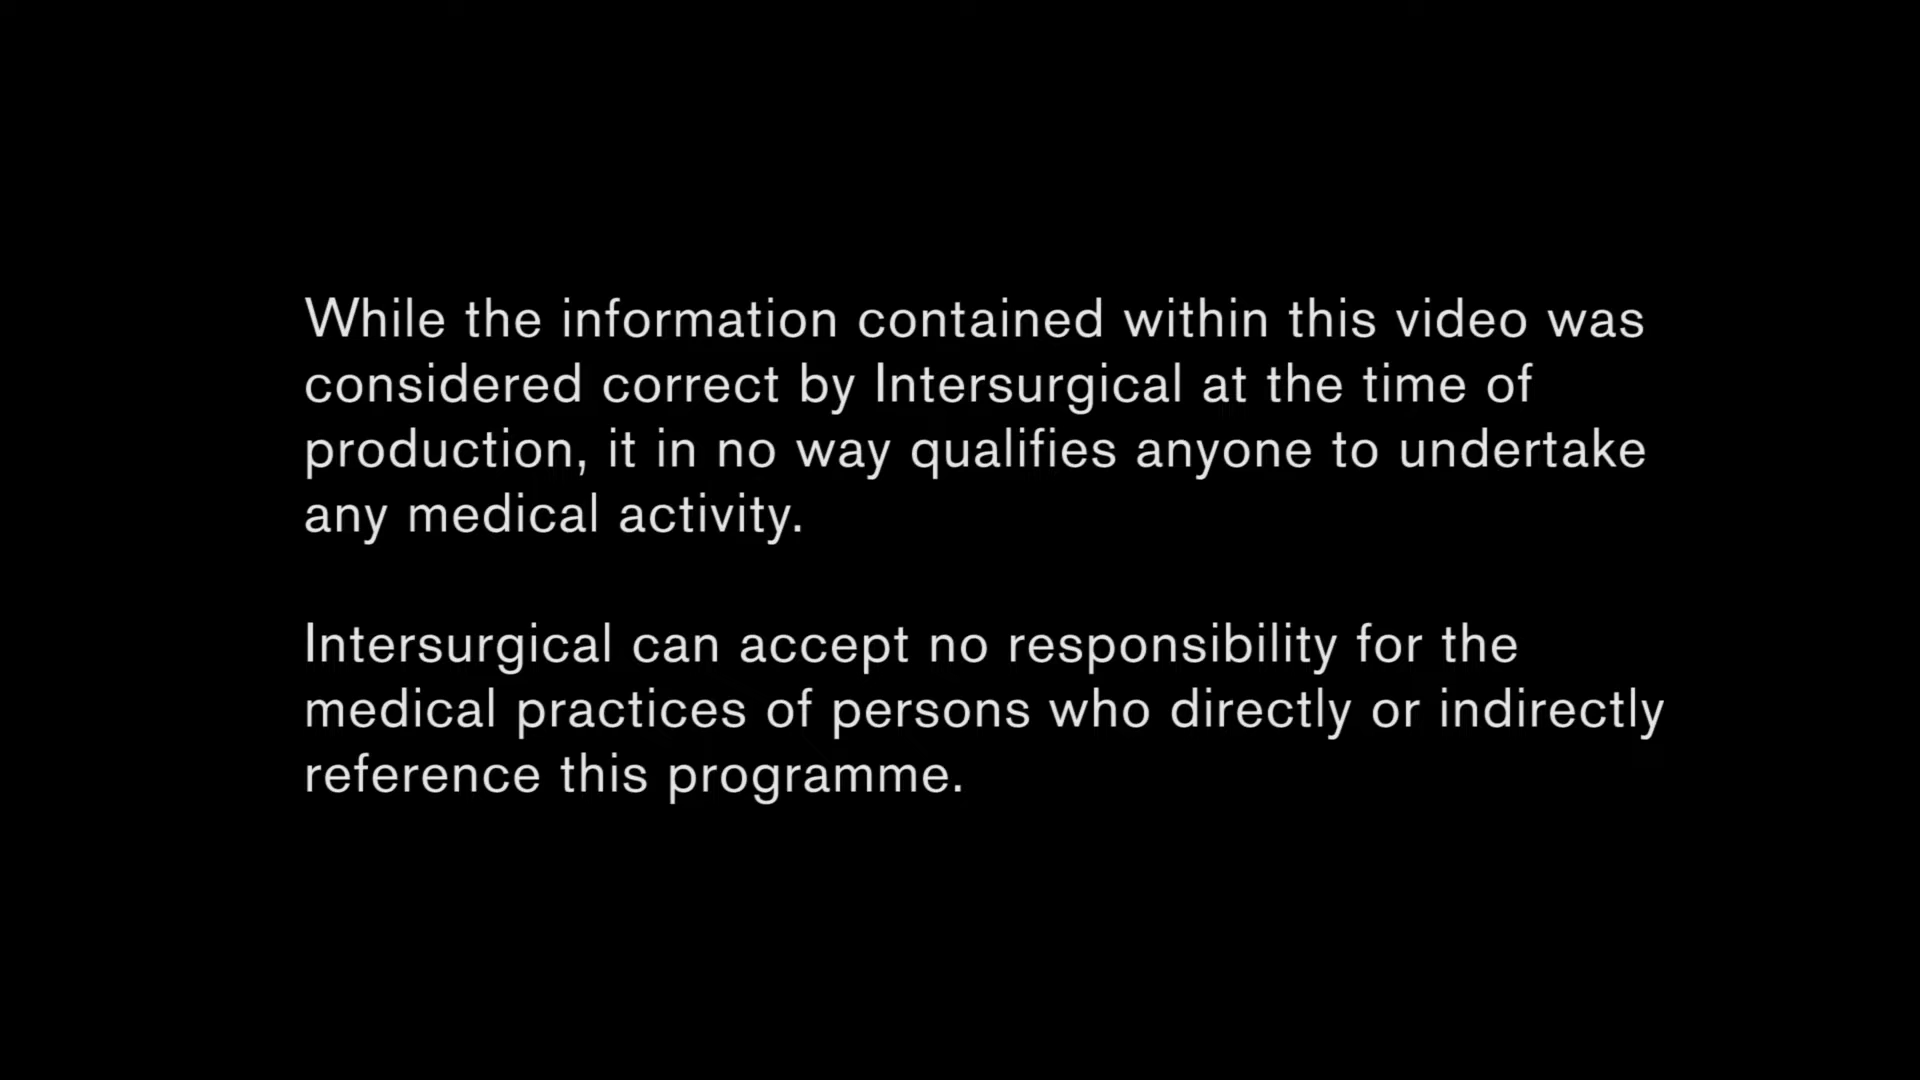 While the information contained within this video was
considered correct by Intersurgical at the time of
production, it in no way qualifies anyone to undertake
any medical activity.
Intersurgical can accept no responsibility for the
medical practices of persons who directly or indirectly
reference this programme.